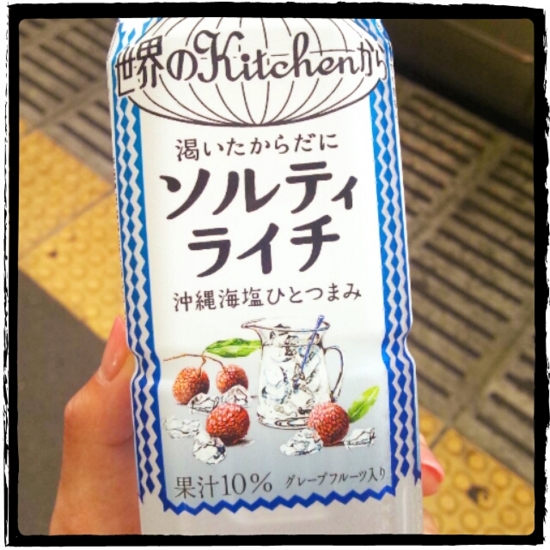 世界のKitchenから
渇いたからだに
ソルティ
ライチ
沖縄海塩ひとつまみ
果汁10% グレープフルーツ入り